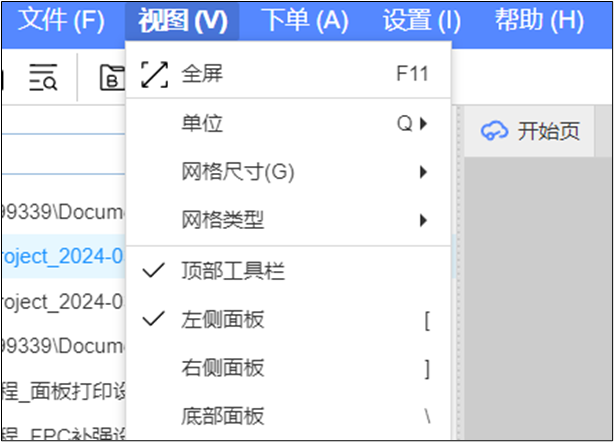 文件 (F) 视图 (V) 下单 (A) 设置 (I) 帮助 (H)
全屏 F11
单位 Q
开始页
网格尺寸(G)
99339\Docume
网格类型
roject_2024-0
顶部工具栏
roject_2024-0
左侧面板 [
99339\Docume
右侧面板 ]
程_面板打印设
底部面板 \
程_FPC补强设